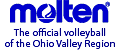 molten
The official volleyball
of the Ohio Valley Region